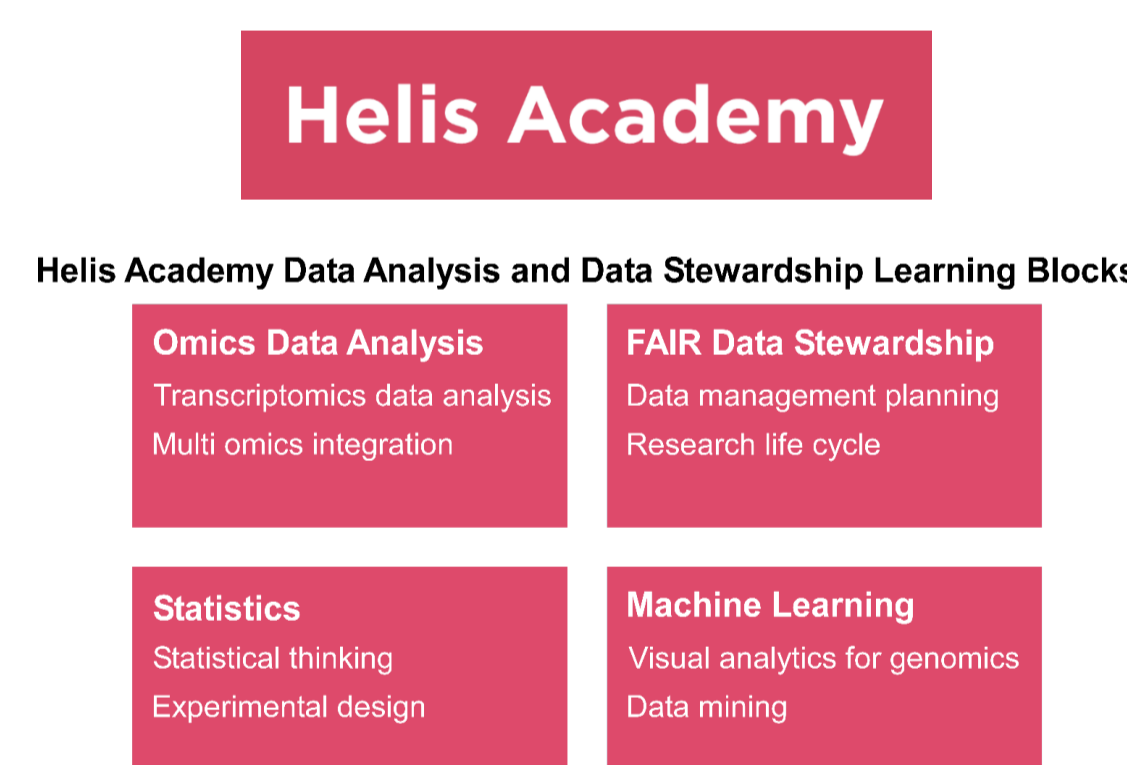 Helis Academy
Helis Academy Data Analysis and Data Stewardship Learning Blocks
Omics Data Analysis
Transcriptomics data analysis
Multi omics integration
FAIR Data Stewardship
Data management planning
Research life cycle
Statistics
Statistical thinking
Experimental design
Machine Learning
Visual analytics for genomics
Data mining